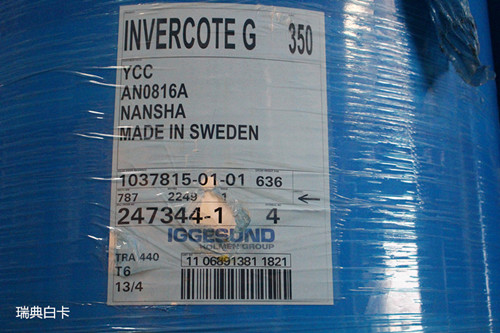 INVERCOTE G 350
YCC
AN0816A
NANSHA
MADE IN SWEDEN
1037815-01-01 636
787 2249 ←
247344-1 4
IGGESUND
HOLMEN GROUP
TRA 440
T6
13/4
11 06891381 1821
瑞典白卡